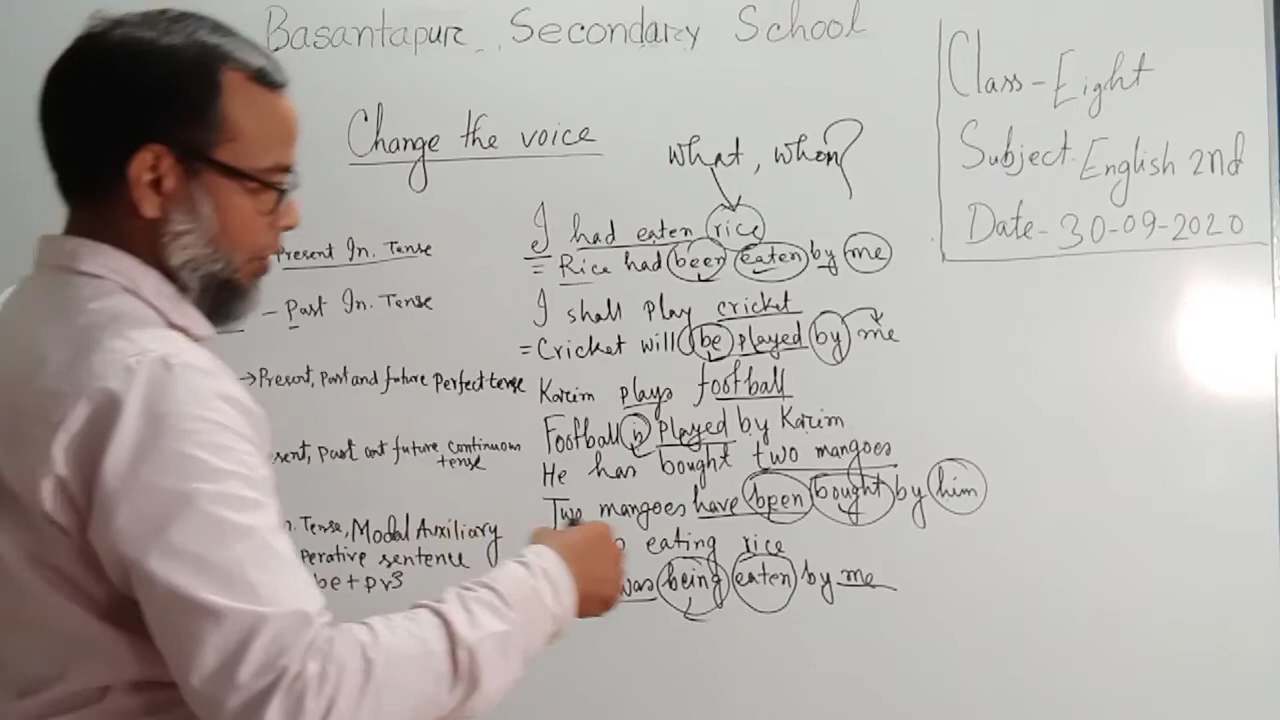 Basantapur Secondary School
Class-Eight
Subject English 2nd
Date-30-09-2020
Change the voice
what, whom?
Present In. Tense
- Past In. Tense
→Present, Past and future Perfect tense
Past and future continuous
tense
Tense, Modal Auxiliary
sentence
be+pv3
I had eaten rice
= Rice had been eaten by me
I shall play cricket
= Cricket will be played by me
Karim plays football
Football is played by Karim
He has bought two mangoes
Two mangoes have been bought by him
eating rice
was being eaten by me